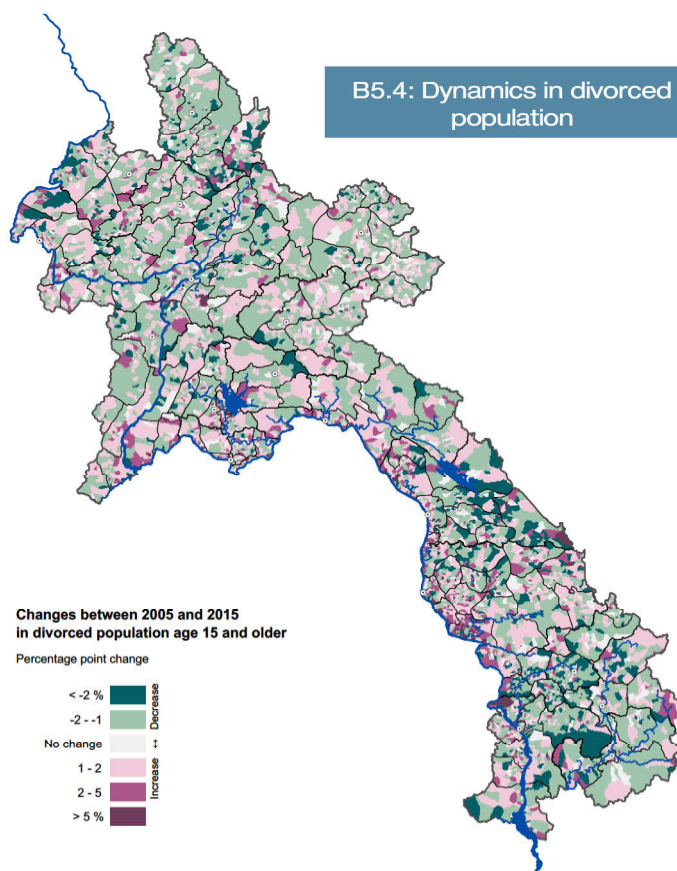 B5.4: Dynamics in divorced
population
Changes between 2005 and 2015
in divorced population age 15 and older
Percentage point change
< -2 %
-2 - -1
No change ↔
1 - 2
2 - 5
> 5 %
Decrease
Increase